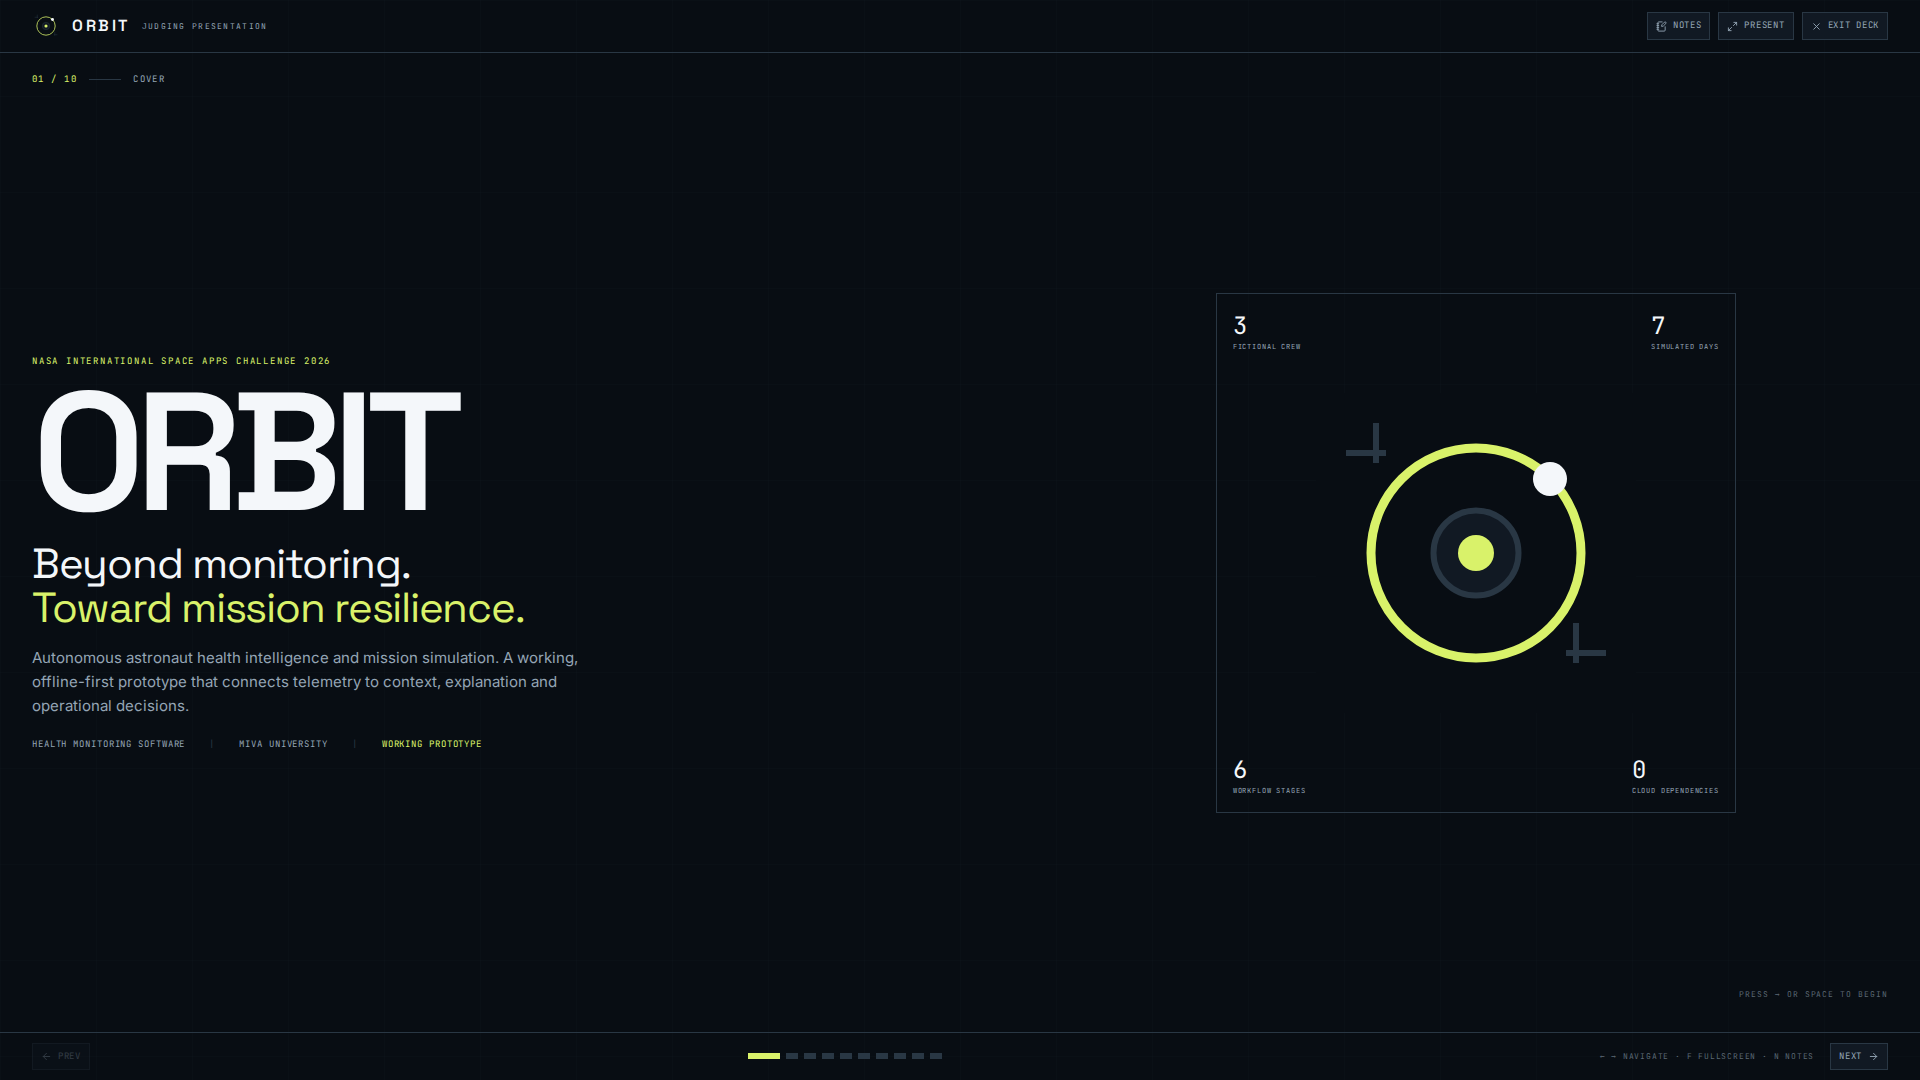 ORBIT JUDGING PRESENTATION
NOTES
PRESENT
EXIT DECK
01 / 10 COVER
NASA INTERNATIONAL SPACE APPS CHALLENGE 2026
ORBIT
Beyond monitoring.
Toward mission resilience.
Autonomous astronaut health intelligence and mission simulation. A working,
offline-first prototype that connects telemetry to context, explanation and
operational decisions.
HEALTH MONITORING SOFTWARE | MIVA UNIVERSITY | WORKING PROTOTYPE
3
FICTIONAL CREW
7
SIMULATED DAYS
6
WORKFLOW STAGES
0
CLOUD DEPENDENCIES
PRESS → OR SPACE TO BEGIN
← PREV
← → NAVIGATE · F FULLSCREEN · N NOTES
NEXT →